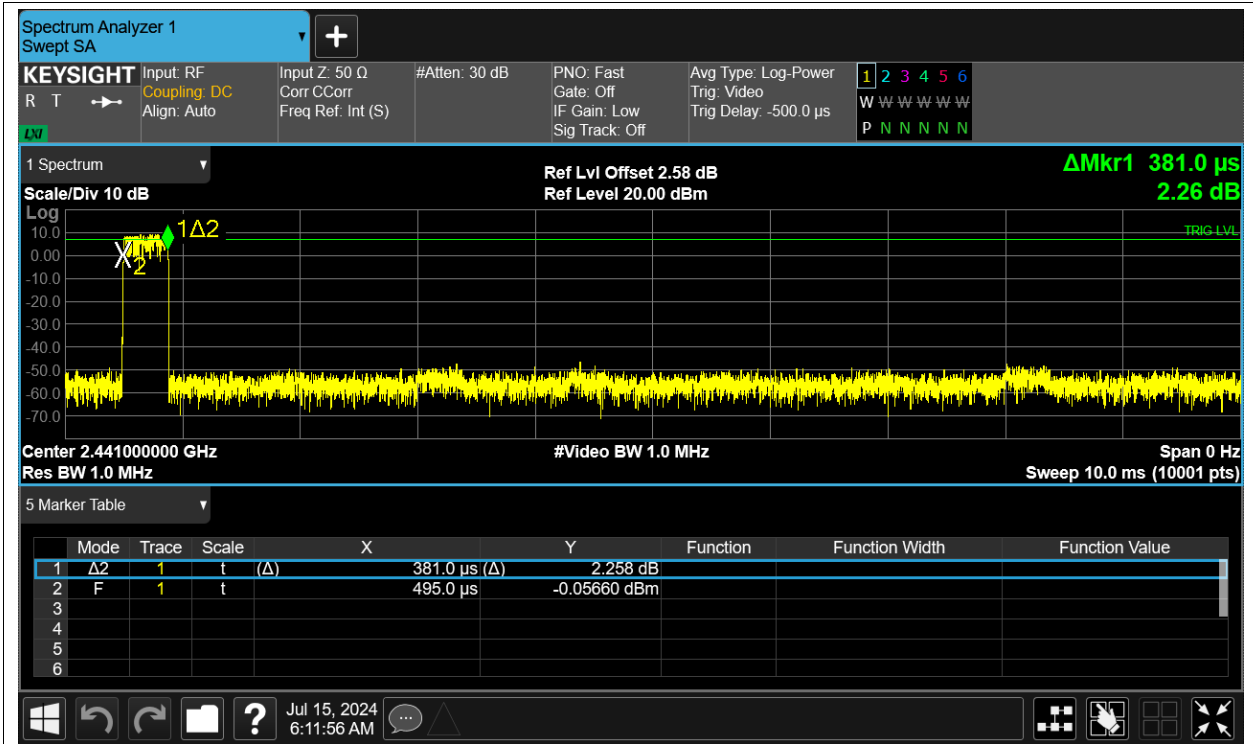 Spectrum Analyzer 1
Swept SA
+
KEYSIGHT
R T
LXI
Input: RF
Coupling: DC
Align: Auto
Input Z: 50 Ω
Corr CCorr
Freq Ref: Int (S)
#Atten: 30 dB
PNO: Fast
Gate: Off
IF Gain: Low
Sig Track: Off
Avg Type: Log-Power
Trig: Video
Trig Delay: -500.0 µs
1 2 3 4 5 6
W W W W W W
P N N N N N
1 Spectrum
Scale/Div 10 dB
Ref Lvl Offset 2.58 dB
Ref Level 20.00 dBm
ΔMkr1 381.0 µs
2.26 dB
Log
10.0
0.00
-10.0
-20.0
-30.0
-40.0
-50.0
-60.0
-70.0
1Δ2
X2
TRIG LVL
Center 2.441000000 GHz
Res BW 1.0 MHz
#Video BW 1.0 MHz
Span 0 Hz
Sweep 10.0 ms (10001 pts)
5 Marker Table
Mode Trace Scale X Y Function Function Width Function Value
1 Δ2 1 t (Δ) 381.0 µs (Δ) 2.258 dB
2 F 1 t 495.0 µs -0.05660 dBm
3
4
5
6
?
Jul 15, 2024
6:11:56 AM